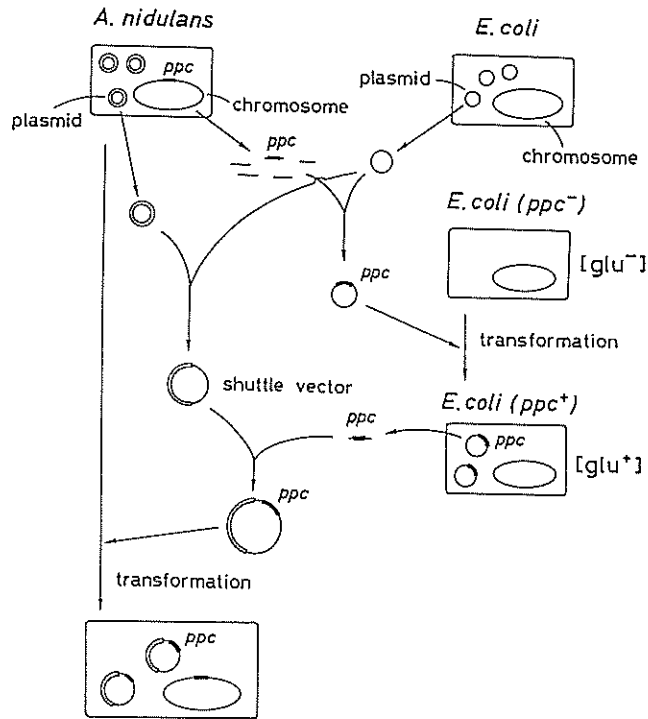 A. nidulans
E. coli
ppc
plasmid
plasmid
chromosome
ppc
chromosome
E. coli (ppc⁻)
[glu⁻]
ppc
transformation
shuttle vector
E. coli (ppc⁺)
ppc
ppc
[glu⁺]
ppc
transformation
ppc